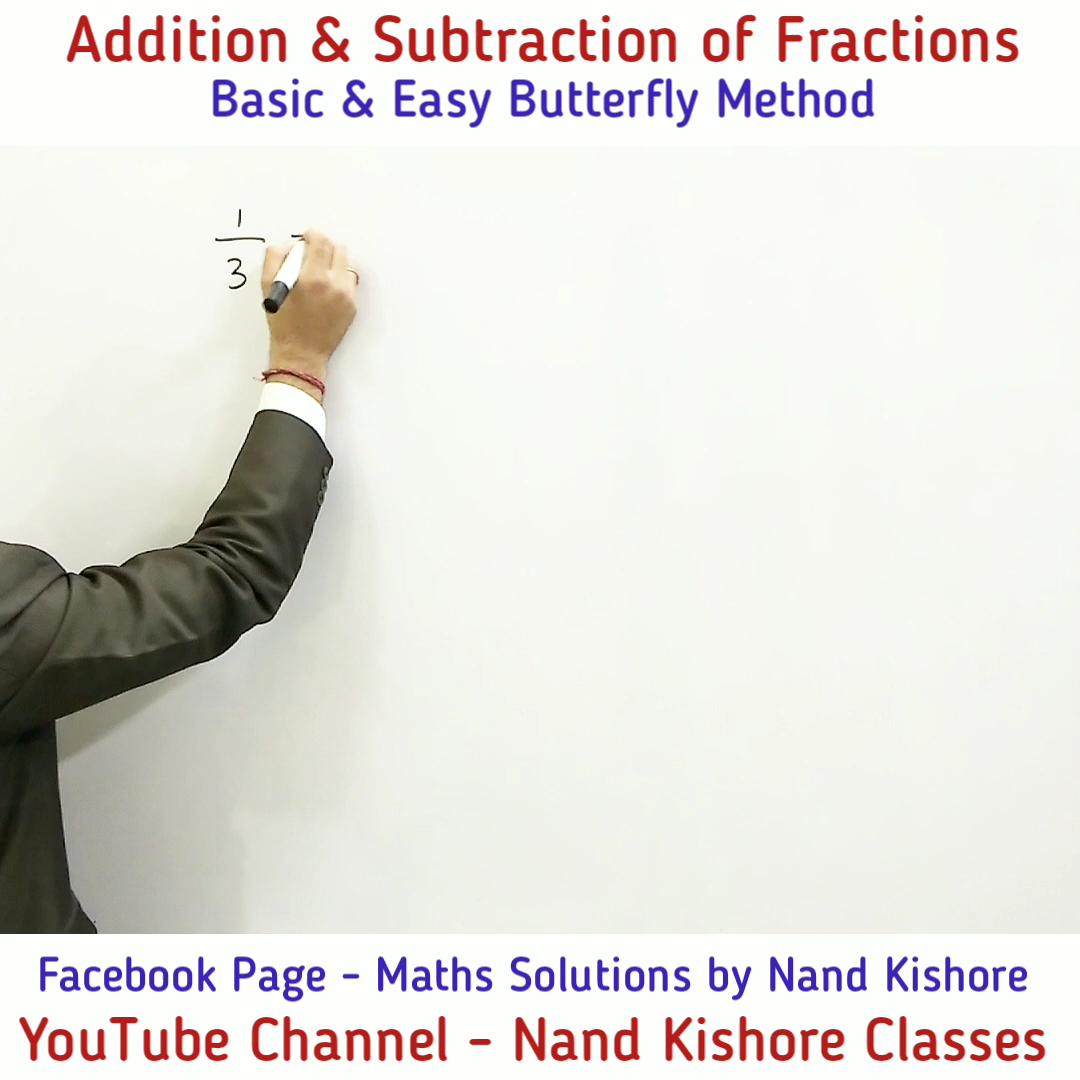 Addition & Subtraction of Fractions
Basic & Easy Butterfly Method
1
3
Facebook Page - Maths Solutions by Nand Kishore
YouTube Channel - Nand Kishore Classes